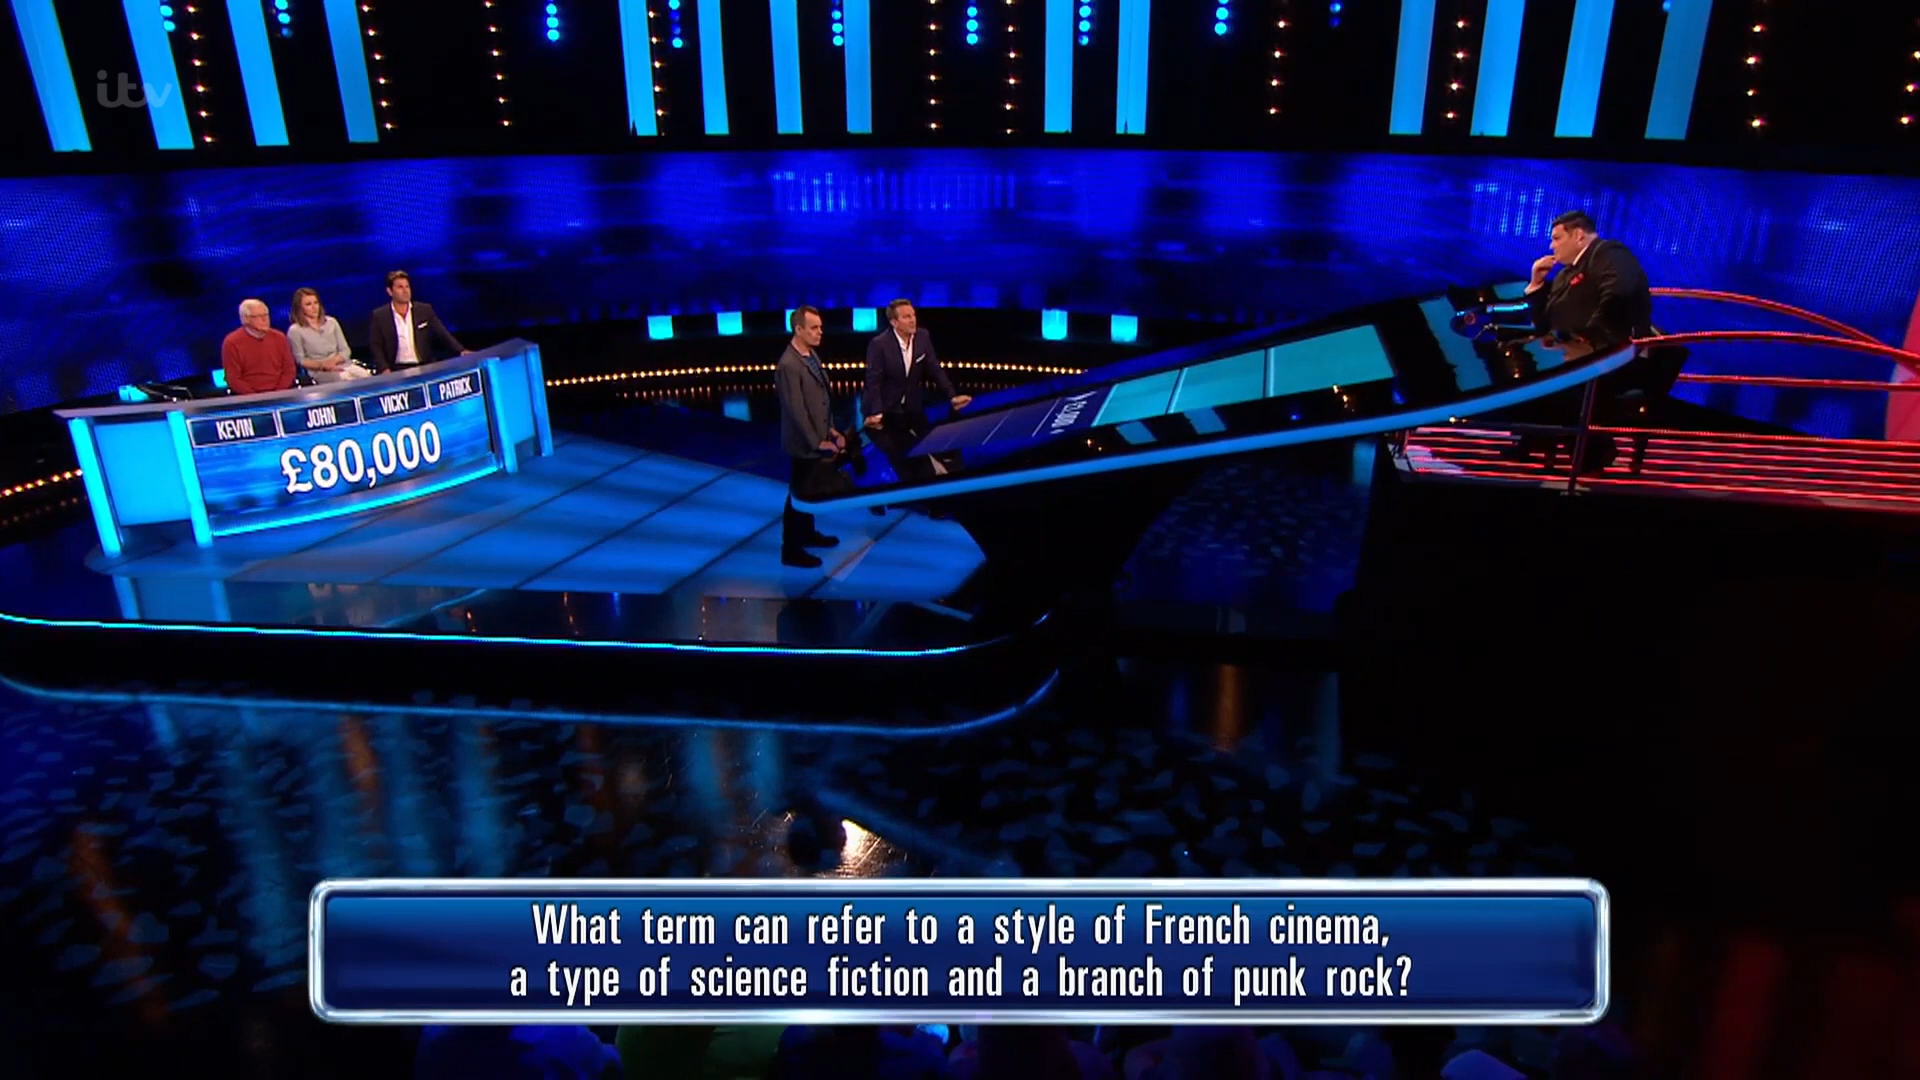 itv
KEVIN
JOHN
VICKY
PATRICK
£80,000
What term can refer to a style of French cinema,
a type of science fiction and a branch of punk rock?